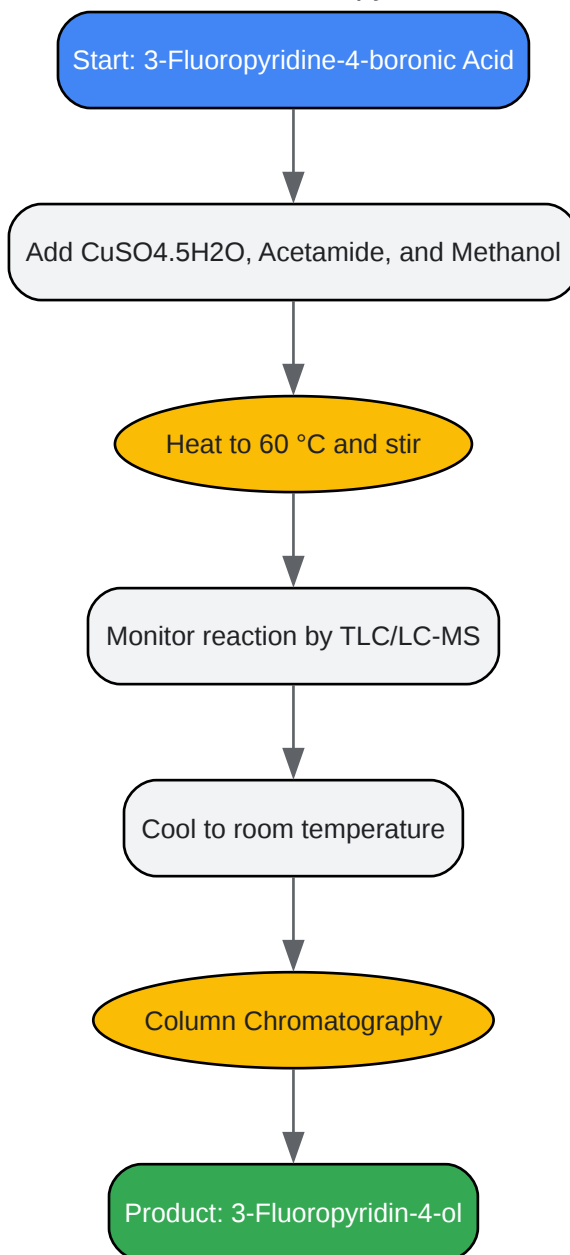 Start: 3-Fluoropyridine-4-boronic Acid
Add CuSO4.5H2O, Acetamide, and Methanol
Heat to 60 °C and stir
Monitor reaction by TLC/LC-MS
Cool to room temperature
Column Chromatography
Product: 3-Fluoropyridin-4-ol